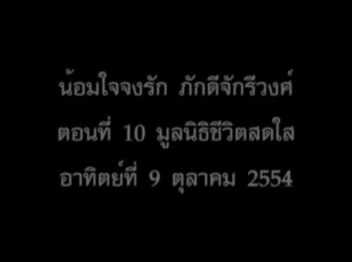 น้อมใจจงรัก ภักดีจักรีวงศ์
ตอนที่ 10 มูลนิธิชีวิตสดใส
อาทิตย์ที่ 9 ตุลาคม 2554